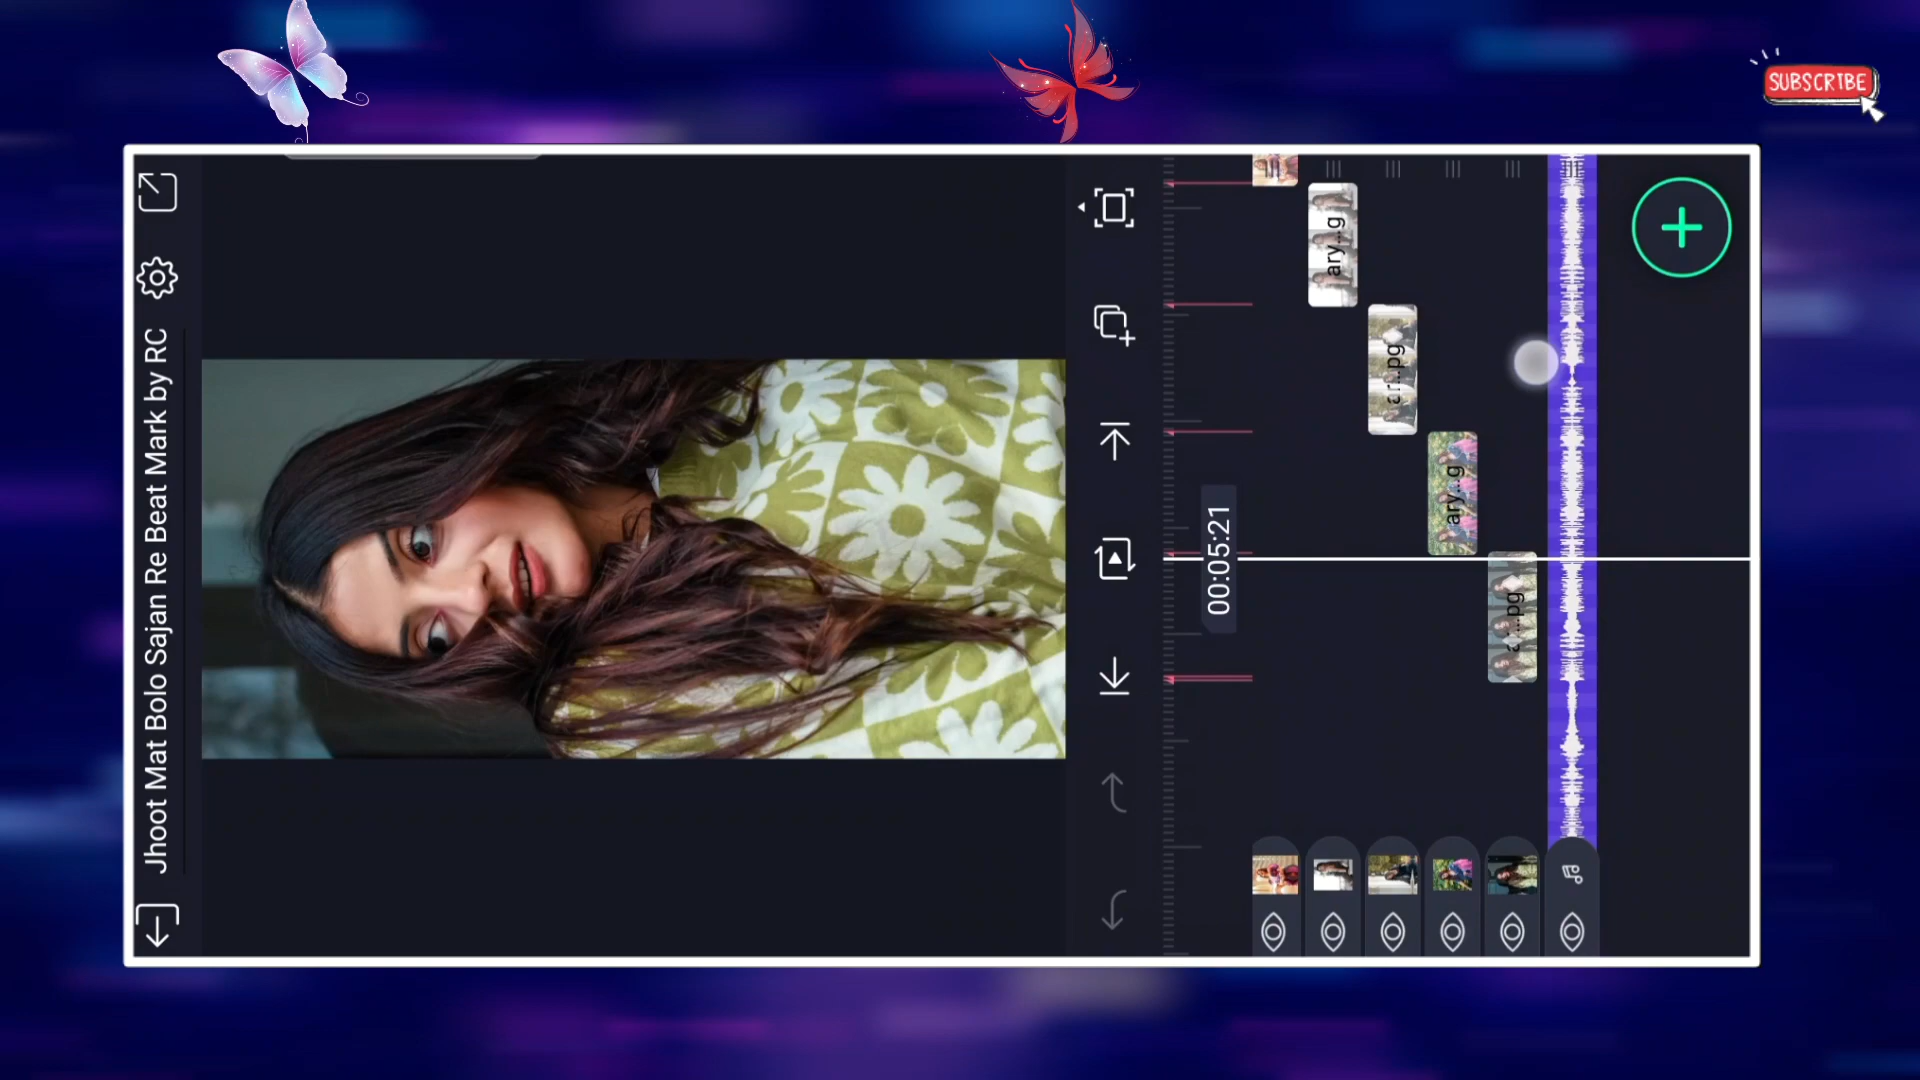 SUBSCRIBE
Jhoot Mat Bolo Sajan Re Beat Mark by RC
00:05:21
ary...g
ary...g